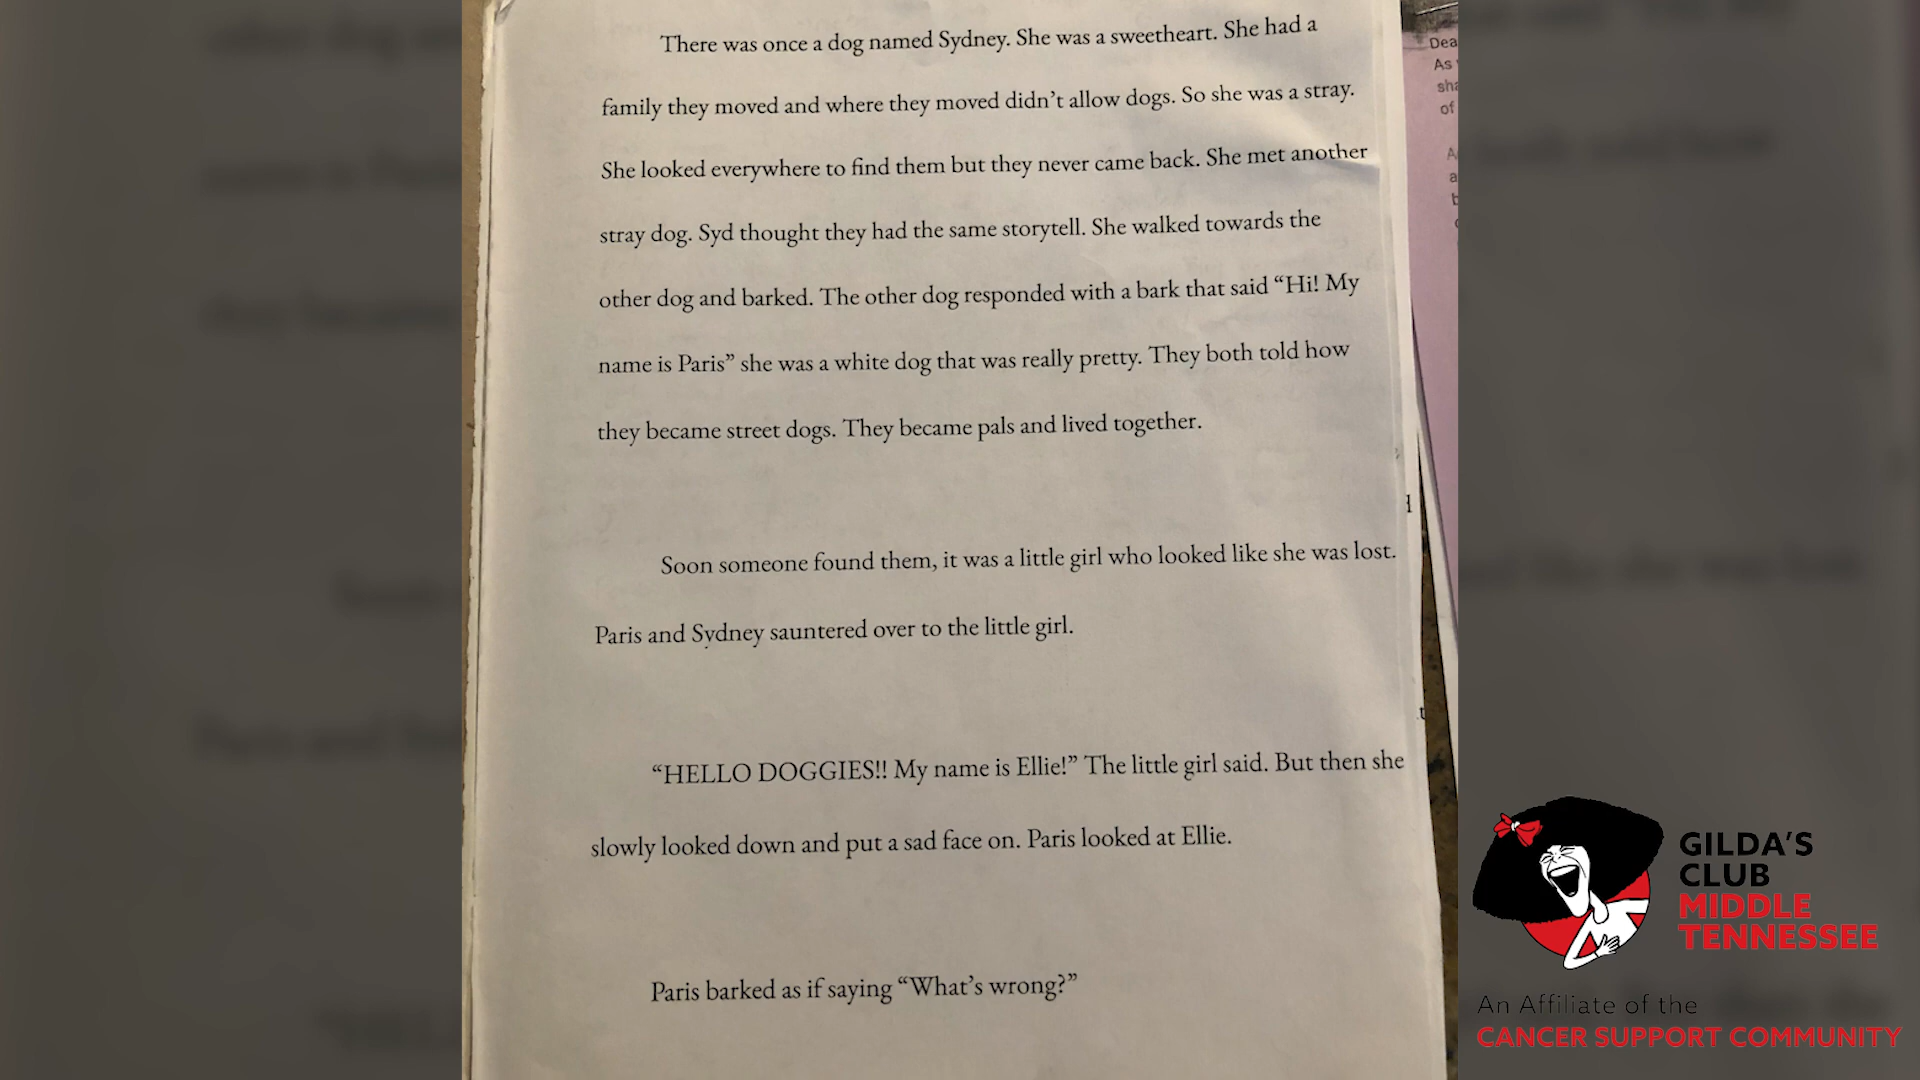 There was once a dog named Sydney. She was a sweetheart. She had a
family they moved and where they moved didn't allow dogs. So she was a stray.
She looked everywhere to find them but they never came back. She met another
stray dog. Syd thought they had the same storytell. She walked towards the
other dog and barked. The other dog responded with a bark that said “Hi! My
name is Paris” she was a white dog that was really pretty. They both told how
they became street dogs. They became pals and lived together.
Soon someone found them, it was a little girl who looked like she was lost.
Paris and Sydney sauntered over to the little girl.
“HELLO DOGGIES!! My name is Ellie!” The little girl said. But then she
slowly looked down and put a sad face on. Paris looked at Ellie.
Paris barked as if saying “What's wrong?”
As
of
GILDA'S
CLUB
MIDDLE
TENNESSEE
An Affiliate of the
CANCER SUPPORT COMMUNITY